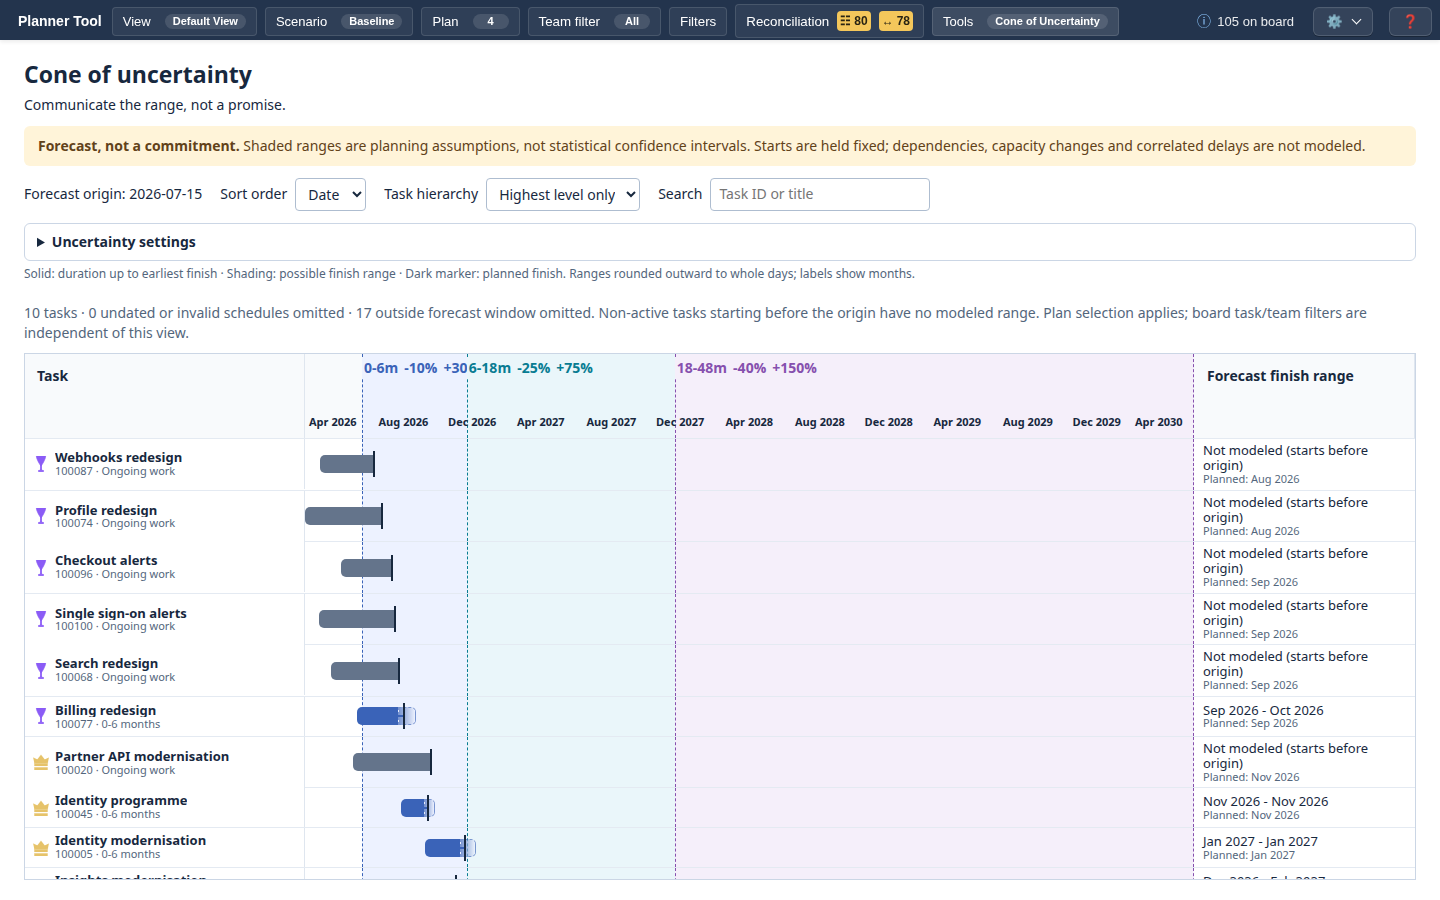 Planner Tool View Default View Scenario Baseline Plan 4 Team filter All Filters Reconciliation 80 ↔ 78 Tools Cone of Uncertainty 105 on board
Cone of uncertainty
Communicate the range, not a promise.
Forecast, not a commitment. Shaded ranges are planning assumptions, not statistical confidence intervals. Starts are held fixed; dependencies, capacity changes and correlated delays are not modeled.
Forecast origin: 2026-07-15 Sort order Date Task hierarchy Highest level only Search Task ID or title
Uncertainty settings
Solid: duration up to earliest finish · Shading: possible finish range · Dark marker: planned finish. Ranges rounded outward to whole days; labels show months.
10 tasks · 0 undated or invalid schedules omitted · 17 outside forecast window omitted. Non-active tasks starting before the origin have no modeled range. Plan selection applies; board task/team filters are
independent of this view.
Task 0-6m -10% +30 6-18m -25% +75% 18-48m -40% +150% Forecast finish range
Apr 2026 Aug 2026 Dec 2026 Apr 2027 Aug 2027 Dec 2027 Apr 2028 Aug 2028 Dec 2028 Apr 2029 Aug 2029 Dec 2029 Apr 2030
Webhooks redesign
100087 · Ongoing work
Not modeled (starts before
origin)
Planned: Aug 2026
Profile redesign
100074 · Ongoing work
Not modeled (starts before
origin)
Planned: Aug 2026
Checkout alerts
100096 · Ongoing work
Not modeled (starts before
origin)
Planned: Sep 2026
Single sign-on alerts
100100 · Ongoing work
Not modeled (starts before
origin)
Planned: Sep 2026
Search redesign
100068 · Ongoing work
Not modeled (starts before
origin)
Planned: Sep 2026
Billing redesign
100077 · 0-6 months
Sep 2026 - Oct 2026
Planned: Sep 2026
Partner API modernisation
100020 · Ongoing work
Not modeled (starts before
origin)
Planned: Nov 2026
Identity programme
100045 · 0-6 months
Nov 2026 - Nov 2026
Planned: Nov 2026
Identity modernisation
100005 · 0-6 months
Jan 2027 - Jan 2027
Planned: Jan 2027